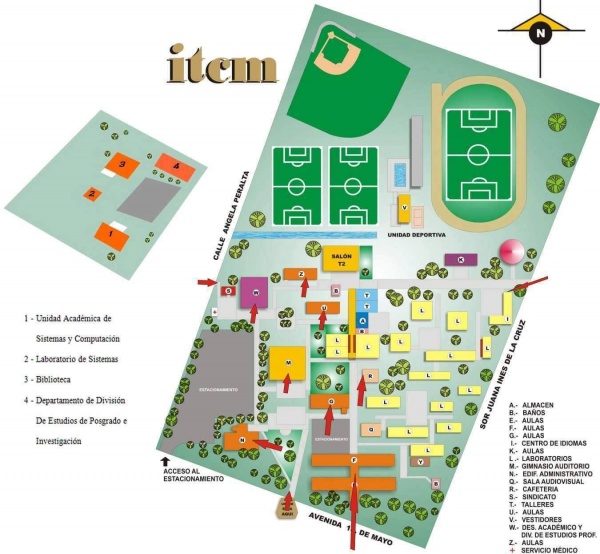 itcm
N
CALLE ANGELA PERALTA
UNIDAD DEPORTIVA
V
SALÓN
T2
K
Z
B
S
W
U
T
T
A
L
L
L
L
L
L
L
I
M
L
L
L
L
ESTACIONAMIENTO
R
L
L
G
L
L
ESTACIONAMIENTO
Q
L
N
F
Y
B
ACCESO AL
ESTACIONAMIENTO
AQUI
AVENIDA 1 DE MAYO
SOR JUANA INES DE LA CRUZ
3
4
2
1
1 - Unidad Académica de
Sistemas y Computación
2 - Laboratorio de Sistemas
3 - Biblioteca
4 - Departamento de División
De Estudios de Posgrado e
Investigación
A.- ALMACEN
B.- BAÑOS
E.- AULAS
F.- AULAS
G.- AULAS
I.- CENTRO DE IDIOMAS
K.- AULAS
L.- LABORATORIOS
M.- GIMNASIO AUDITORIO
N.- EDIF. ADMINISTRATIVO
Q.- SALA AUDIOVISUAL
R.- CAFETERIA
S.- SINDICATO
T.- TALLERES
U.- AULAS
V.- VESTIDORES
W.- DES. ACADÉMICO Y
DIV. DE ESTUDIOS PROF.
Z.- AULAS
+ SERVICIO MÉDICO